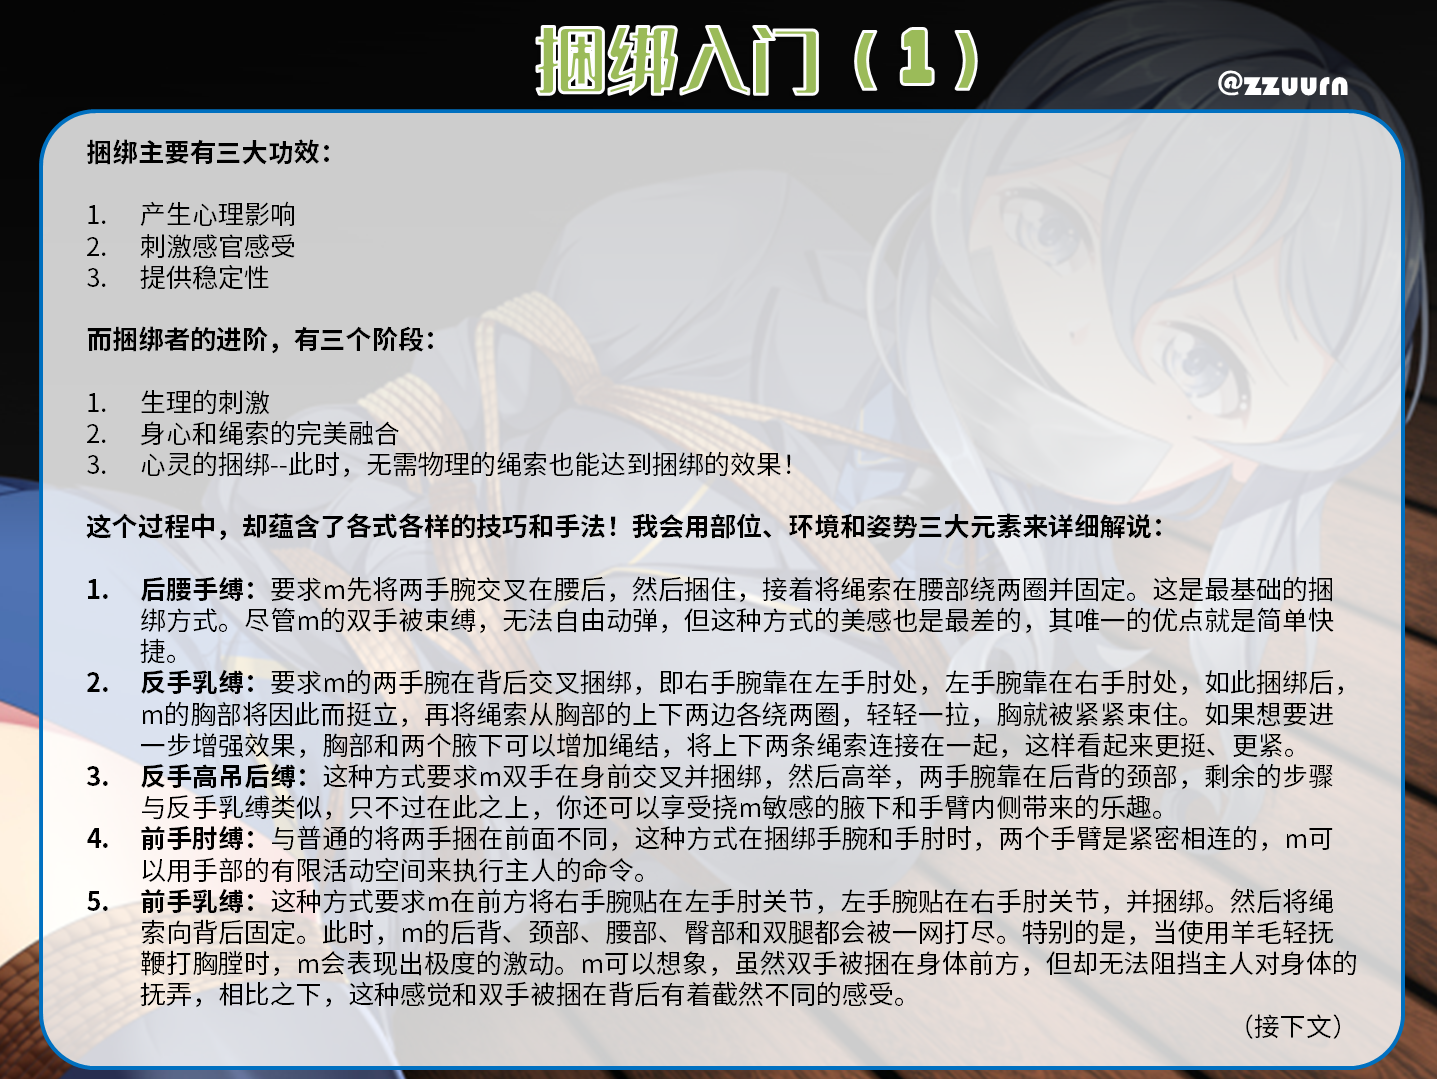 捆绑入门（1）
@zzuurn
捆绑主要有三大功效：
1. 产生心理影响
2. 刺激感官感受
3. 提供稳定性
而捆绑者的进阶，有三个阶段：
1. 生理的刺激
2. 身心和绳索的完美融合
3. 心灵的捆绑--此时，无需物理的绳索也能达到捆绑的效果！
这个过程中，却蕴含了各式各样的技巧和手法！我会用部位、环境和姿势三大元素来详细解说：
1. 后腰手缚：要求m先将两手腕交叉在腰后，然后捆住，接着将绳索在腰部绕两圈并固定。这是最基础的捆
绑方式。尽管m的双手被束缚，无法自由动弹，但这种方式的美感也是最差的，其唯一的优点就是简单快
捷。
2. 反手乳缚：要求m的两手腕在背后交叉捆绑，即右手腕靠在左手肘处，左手腕靠在右手肘处，如此捆绑后，
m的胸部将因此而挺立，再将绳索从胸部的上下两边各绕两圈，轻轻一拉，胸就被紧紧束住。如果想要进
一步增强效果，胸部和两个腋下可以增加绳结，将上下两条绳索连接在一起，这样看起来更挺、更紧。
3. 反手高吊后缚：这种方式要求m双手在身前交叉并捆绑，然后高举，两手腕靠在后背的颈部，剩余的步骤
与反手乳缚类似，只不过在此之上，你还可以享受挠m敏感的腋下和手臂内侧带来的乐趣。
4. 前手肘缚：与普通的将两手捆在前面不同，这种方式在捆绑手腕和手肘时，两个手臂是紧密相连的，m可
以用手部的有限活动空间来执行主人的命令。
5. 前手乳缚：这种方式要求m在前方将右手腕贴在左手肘关节，左手腕贴在右手肘关节，并捆绑。然后将绳
索向背后固定。此时，m的后背、颈部、腰部、臀部和双腿都会被一网打尽。特别的是，当使用羊毛轻抚
鞭打胸膛时，m会表现出极度的激动。m可以想象，虽然双手被捆在身体前方，但却无法阻挡主人对身体的
抚弄，相比之下，这种感觉和双手被捆在背后有着截然不同的感受。
（接下文）